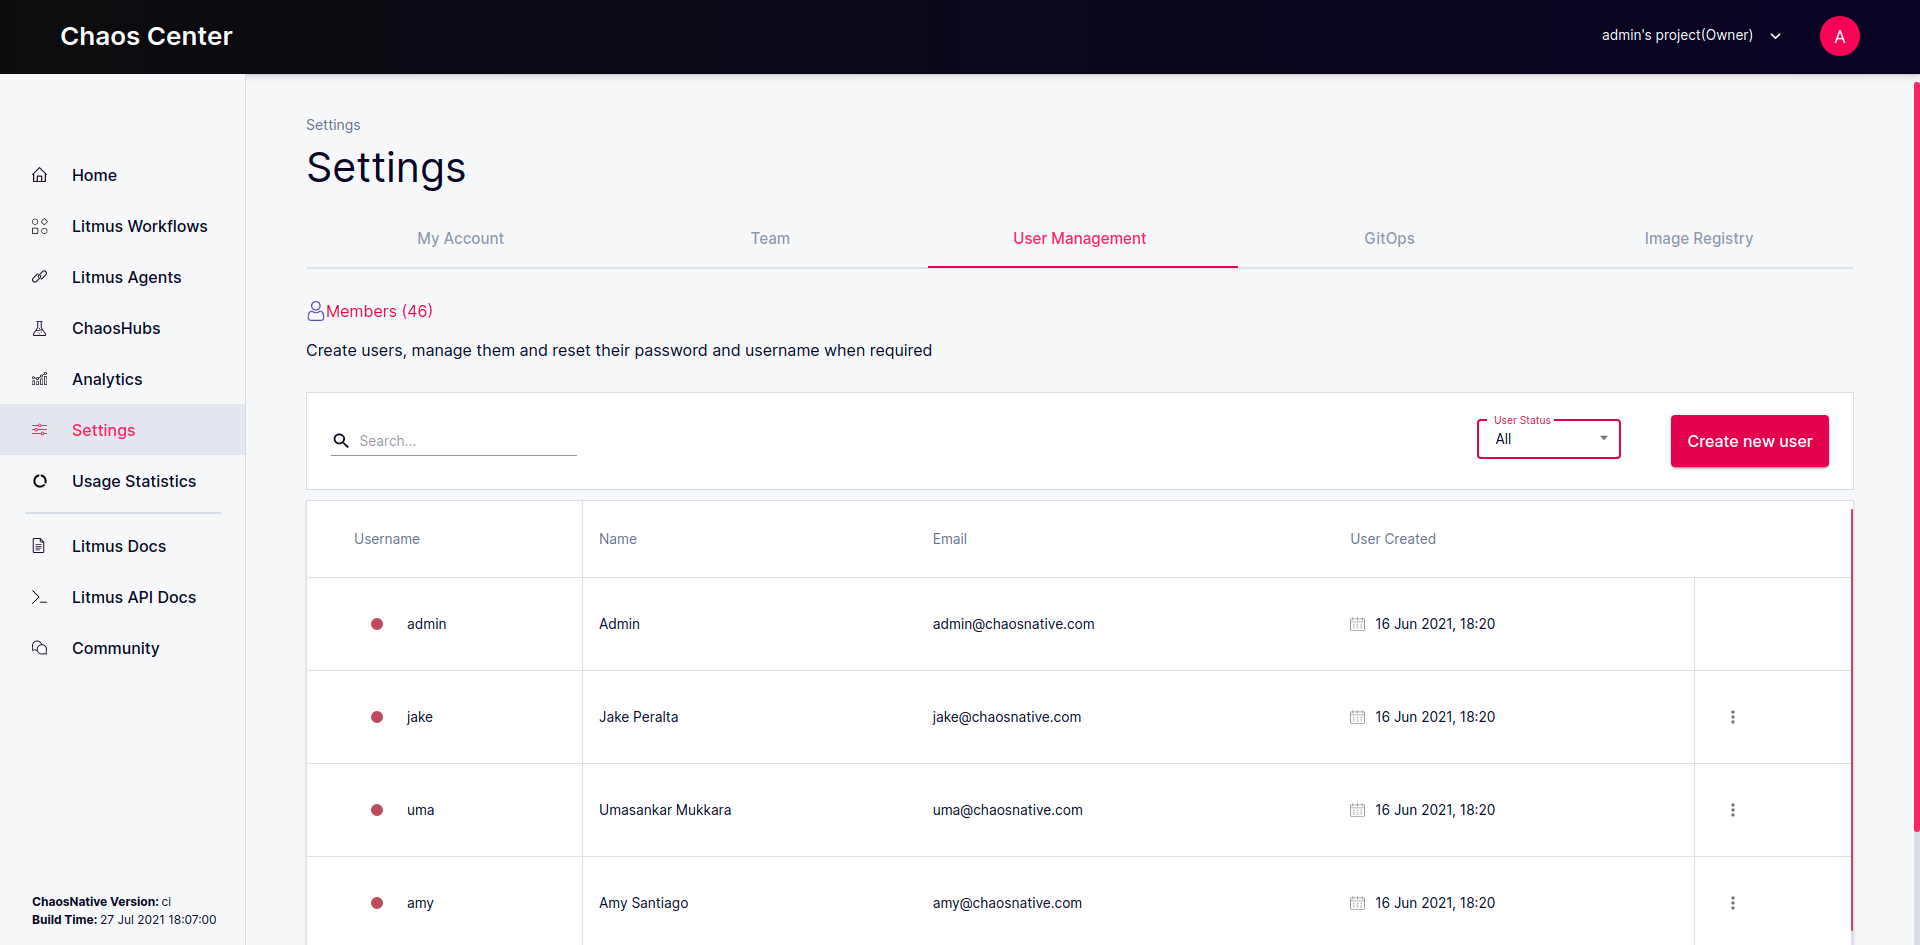 Chaos Center
admin's project(Owner)
A
Home
Litmus Workflows
Litmus Agents
ChaosHubs
Analytics
Settings
Usage Statistics
Litmus Docs
Litmus API Docs
Community
ChaosNative Version: ci
Build Time: 27 Jul 2021 18:07:00
Settings
Settings
My Account Team User Management GitOps Image Registry
Members (46)
Create users, manage them and reset their password and username when required
Search...
User Status
All
Create new user
Username Name Email User Created
admin Admin admin@chaosnative.com 16 Jun 2021, 18:20
jake Jake Peralta jake@chaosnative.com 16 Jun 2021, 18:20
uma Umasankar Mukkara uma@chaosnative.com 16 Jun 2021, 18:20
amy Amy Santiago amy@chaosnative.com 16 Jun 2021, 18:20